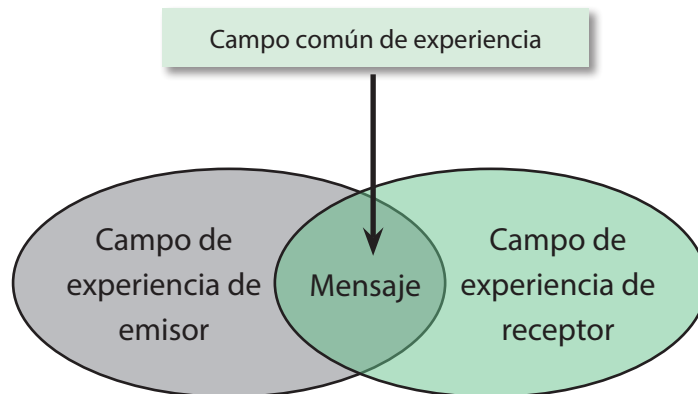 Campo común de experiencia
Campo de
experiencia de
emisor
Mensaje
Campo de
experiencia de
receptor